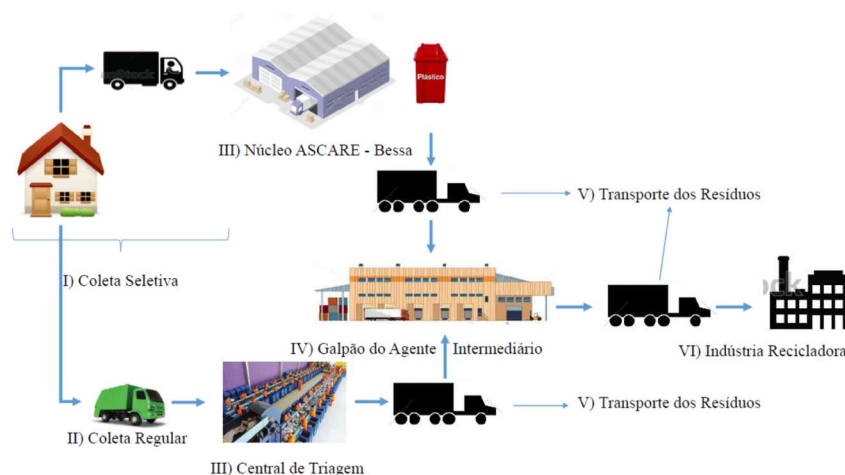 Plástico
III) Núcleo ASCARE - Bessa
V) Transporte dos Resíduos
I) Coleta Seletiva
IV) Galpão do Agente Intermediário
VI) Indústria Recicladora
II) Coleta Regular
V) Transporte dos Resíduos
III) Central de Triagem